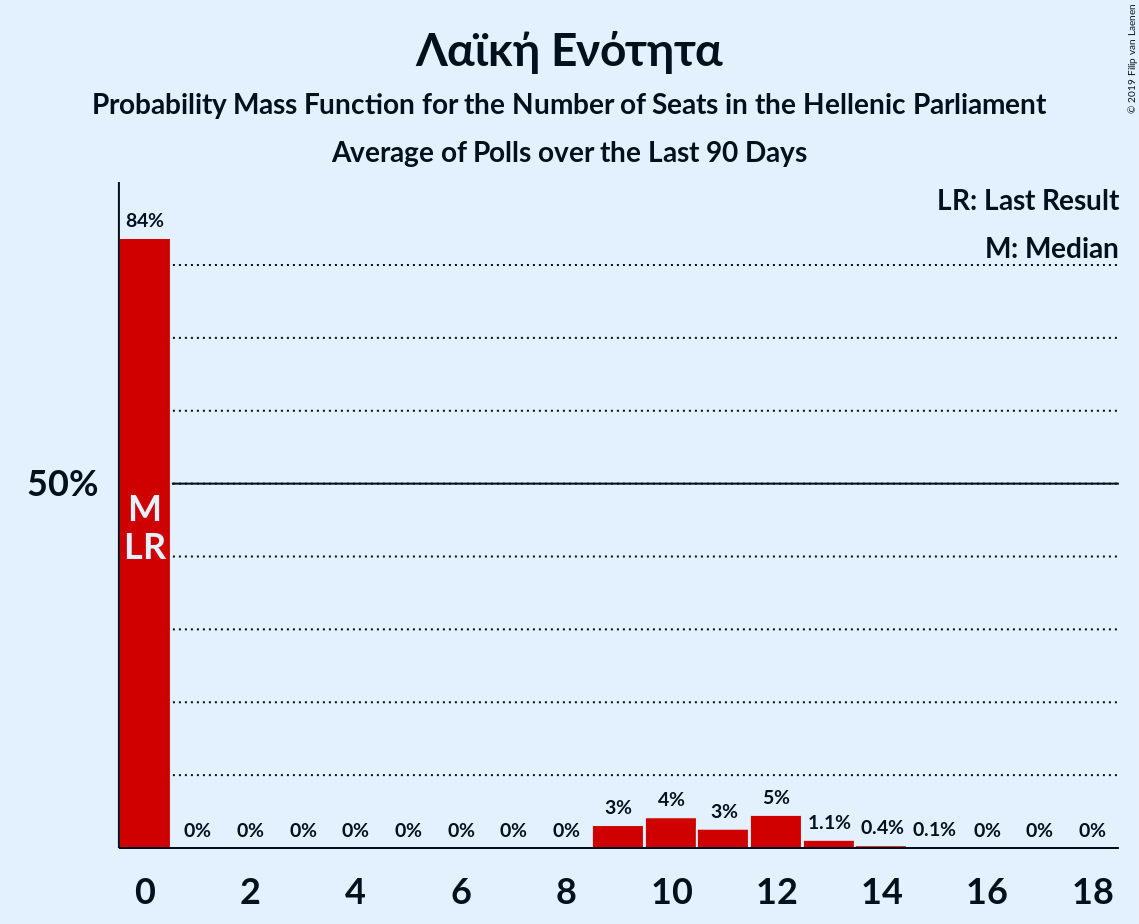 Λαϊκή Ενότητα
Probability Mass Function for the Number of Seats in the Hellenic Parliament
Average of Polls over the Last 90 Days
© 2019 Filip van Laenen
LR: Last Result
M: Median
84%
50%
M
LR
0% 0% 0% 0% 0% 0% 0% 0% 3% 4% 3% 5% 1.1% 0.4% 0.1% 0% 0% 0%
0 2 4 6 8 10 12 14 16 18